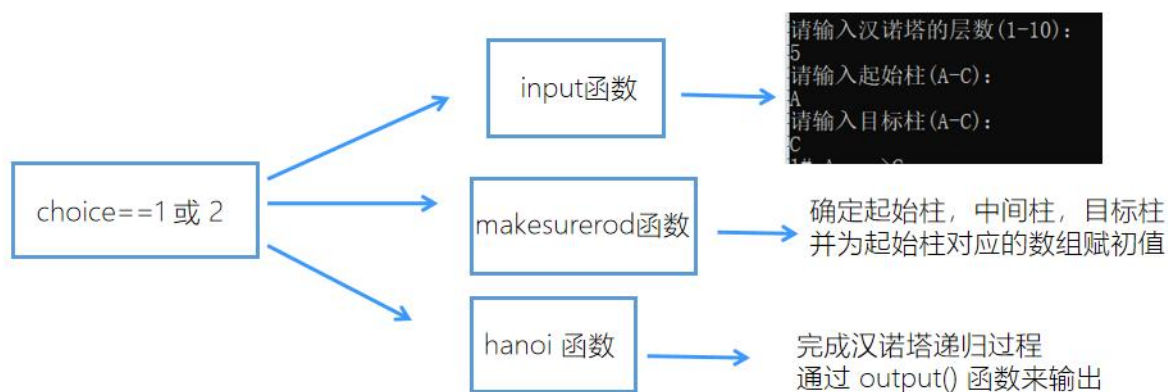 choice==1 或 2
input函数
请输入汉诺塔的层数(1-10):
5
请输入起始柱(A-C):
A
请输入目标柱(A-C):
C
makesurerod函数
确定起始柱，中间柱，目标柱
并为起始柱对应的数组赋初值
hanoi 函数
完成汉诺塔递归过程
通过 output() 函数来输出